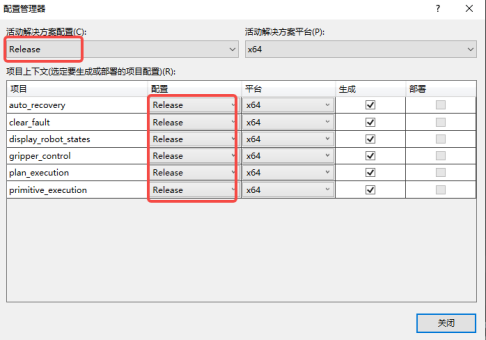 配置管理器
? ×
活动解决方案配置(C): 活动解决方案平台(P):
Release x64
项目上下文(选定要生成或部署的项目配置)(R):
项目 配置 平台 生成 部署
auto_recovery Release x64
clear_fault Release x64
display_robot_states Release x64
gripper_control Release x64
plan_execution Release x64
primitive_execution Release x64
关闭